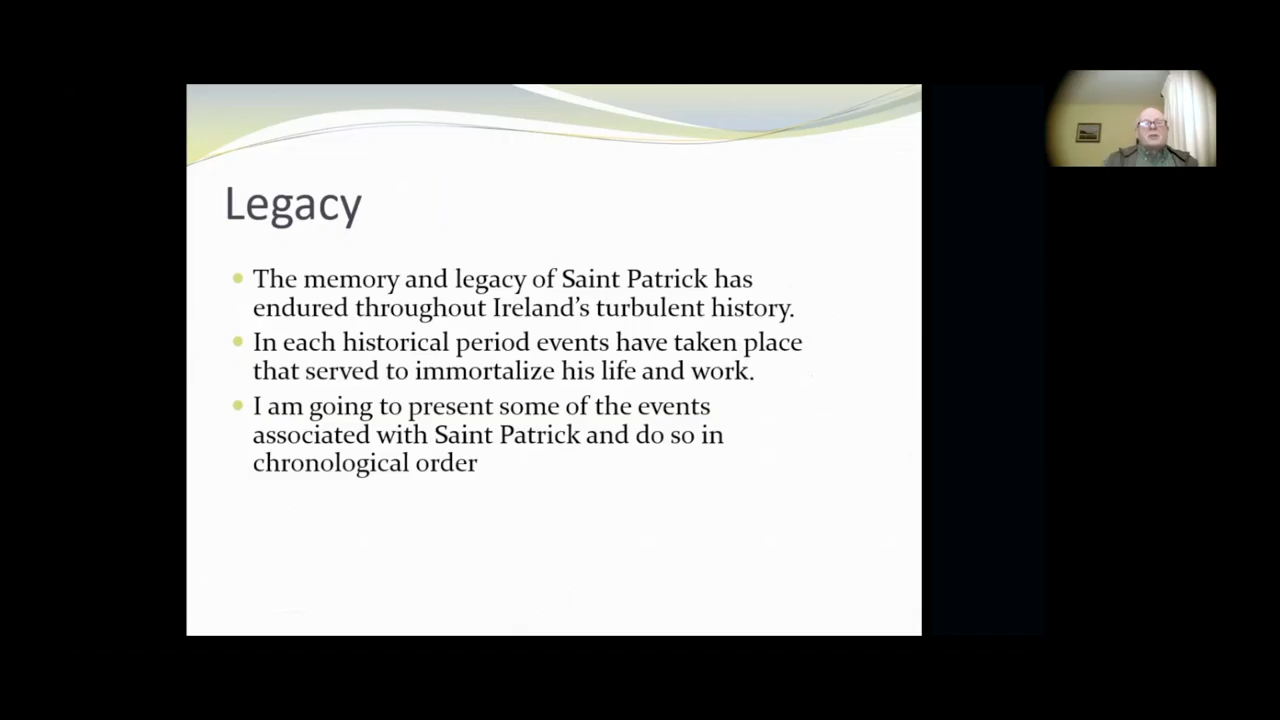 Legacy
The memory and legacy of Saint Patrick has
endured throughout Ireland’s turbulent history.
In each historical period events have taken place
that served to immortalize his life and work.
I am going to present some of the events
associated with Saint Patrick and do so in
chronological order